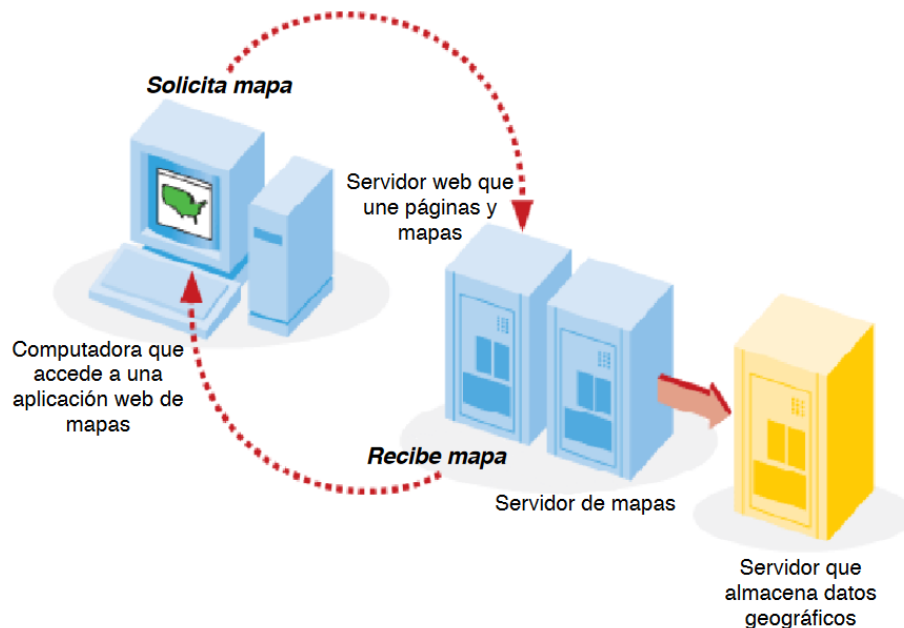 Solicita mapa
Servidor web que
une páginas y
mapas
Computadora que
accede a una
aplicación web de
mapas
Recibe mapa
Servidor de mapas
Servidor que
almacena datos
geográficos